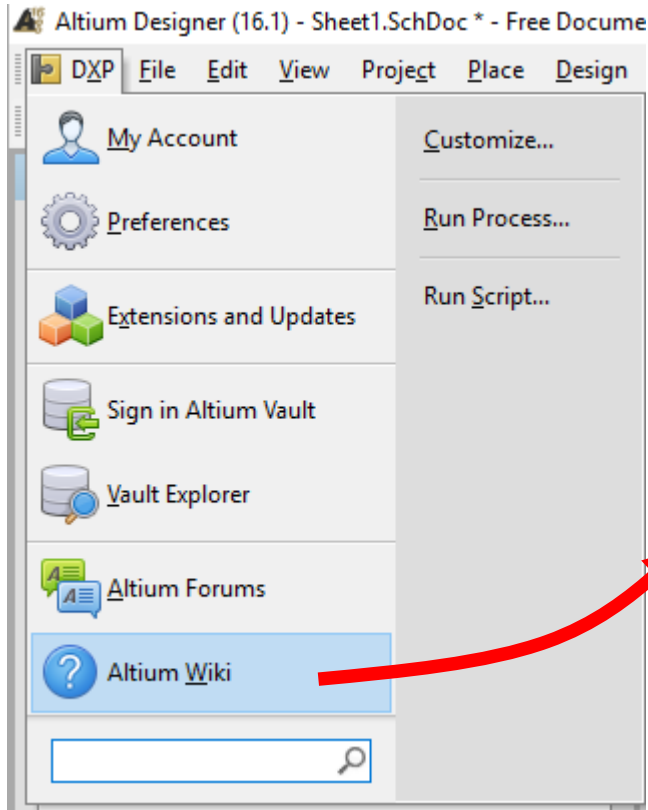 Altium Designer (16.1) - Sheet1.SchDoc * - Free Docume
DXP File Edit View Project Place Design
My Account
Preferences
Extensions and Updates
Sign in Altium Vault
Vault Explorer
Altium Forums
Altium Wiki
Customize...
Run Process...
Run Script...